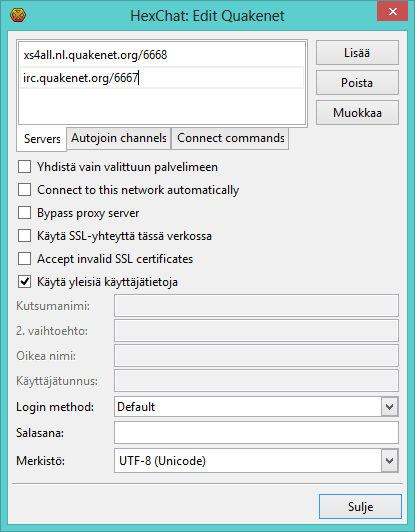 HexChat: Edit Quakenet
xs4all.nl.quakenet.org/6668
irc.quakenet.org/6667
Lisää
Poista
Muokkaa
Servers Autojoin channels Connect commands
Yhdistä vain valittuun palvelimeen
Connect to this network automatically
Bypass proxy server
Käytä SSL-yhteyttä tässä verkossa
Accept invalid SSL certificates
Käytä yleisiä käyttäjätietoja
Kutsumanimi:
2. vaihtoehto:
Oikea nimi:
Käyttäjätunnus:
Login method: Default
Salasana:
Merkistö: UTF-8 (Unicode)
Sulje